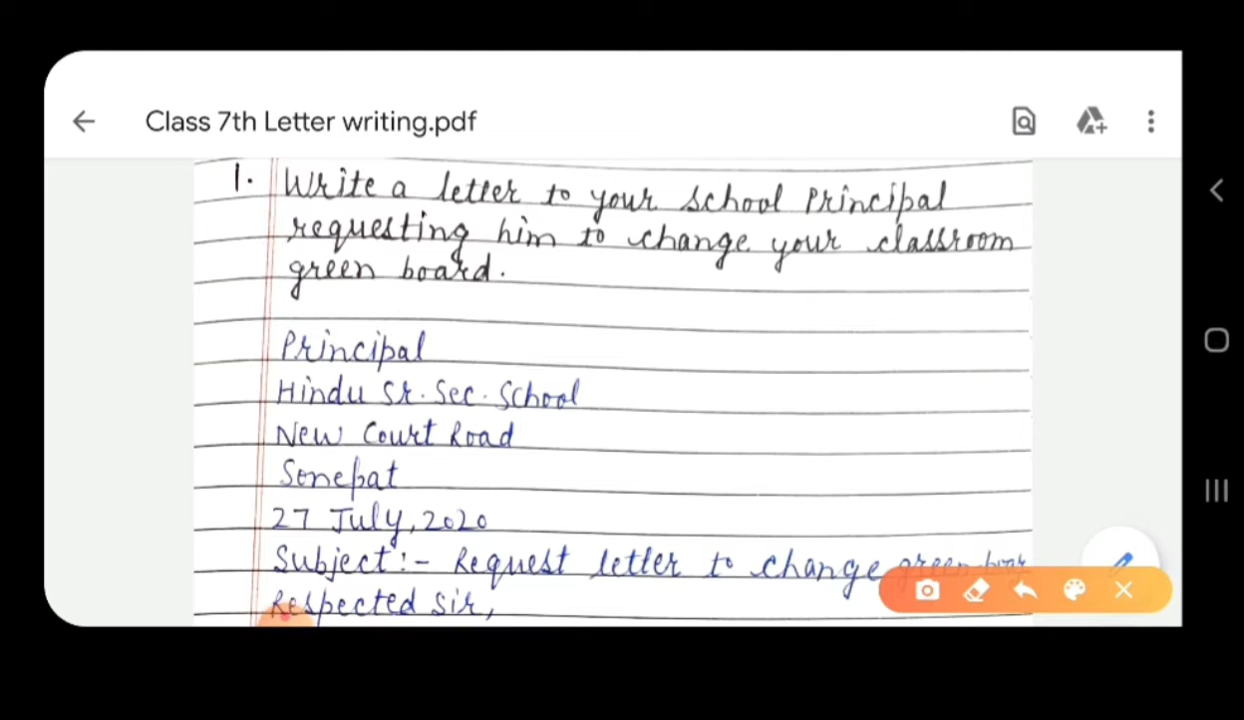 Class 7th Letter writing.pdf
1. Write a letter to your school Principal
requesting him to change your classroom
green board.
Principal
Hindu Sr. Sec. School
New Court Road
Sonepat
27 July, 2020
Subject:- Request letter to change green
Respected Sir,